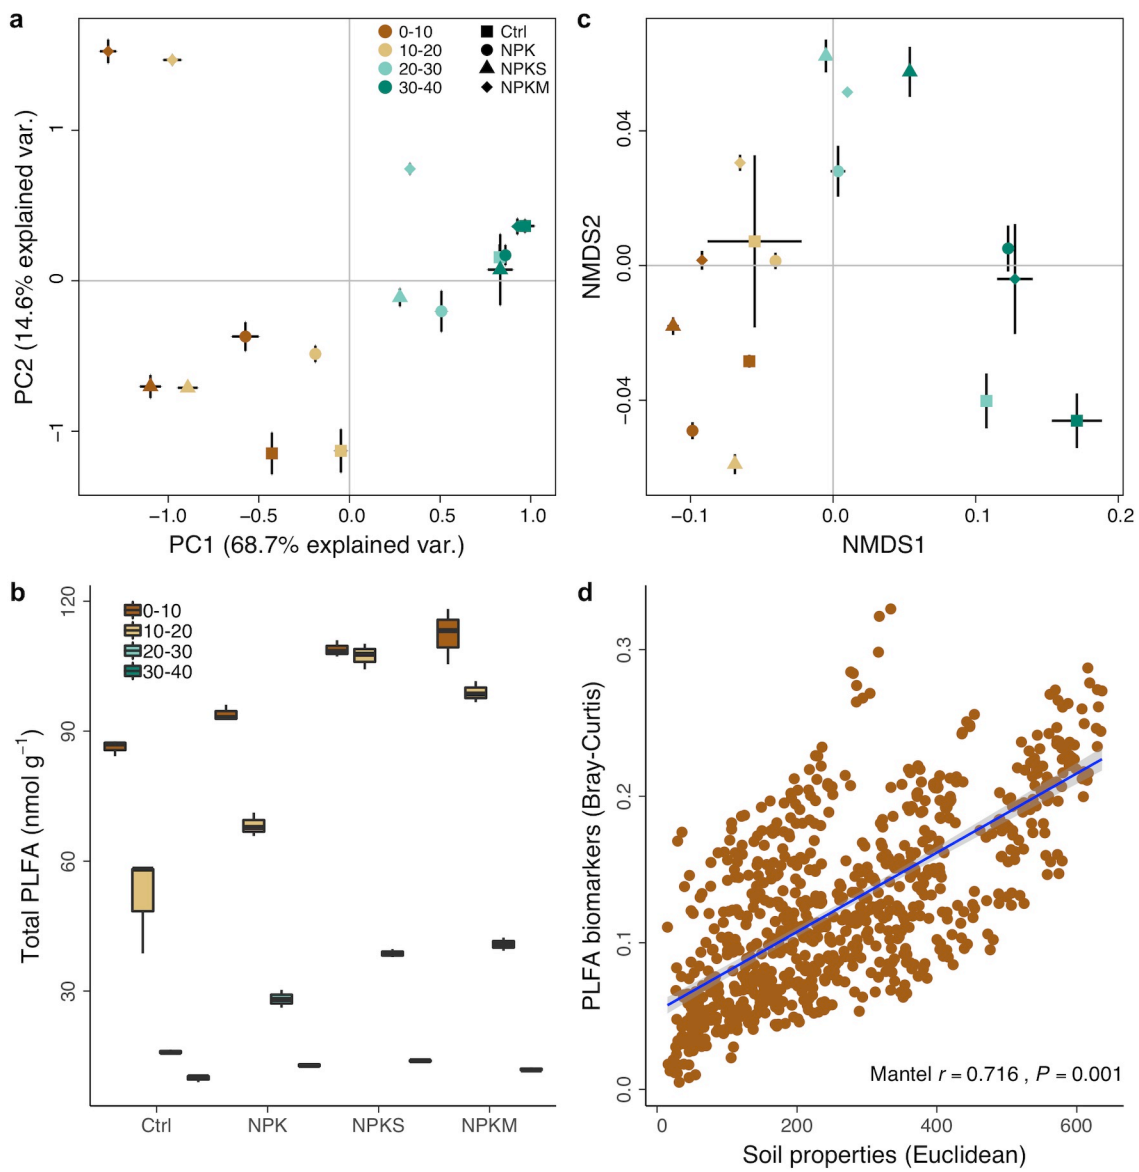 a
0-10 Ctrl
10-20 NPK
20-30 NPKS
30-40 NPKM
PC2 (14.6% explained var.)
1
0
−1
−1.0 −0.5 0.0 0.5 1.0
PC1 (68.7% explained var.)
c
NMDS2
0.04
0.00
−0.04
−0.1 0.0 0.1 0.2
NMDS1
b
0-10
10-20
20-30
30-40
Total PLFA (nmol g−1)
120
90
60
30
Ctrl NPK NPKS NPKM
d
PLFA biomarkers (Bray-Curtis)
0.3
0.2
0.1
0.0
Mantel r = 0.716 , P = 0.001
0 200 400 600
Soil properties (Euclidean)